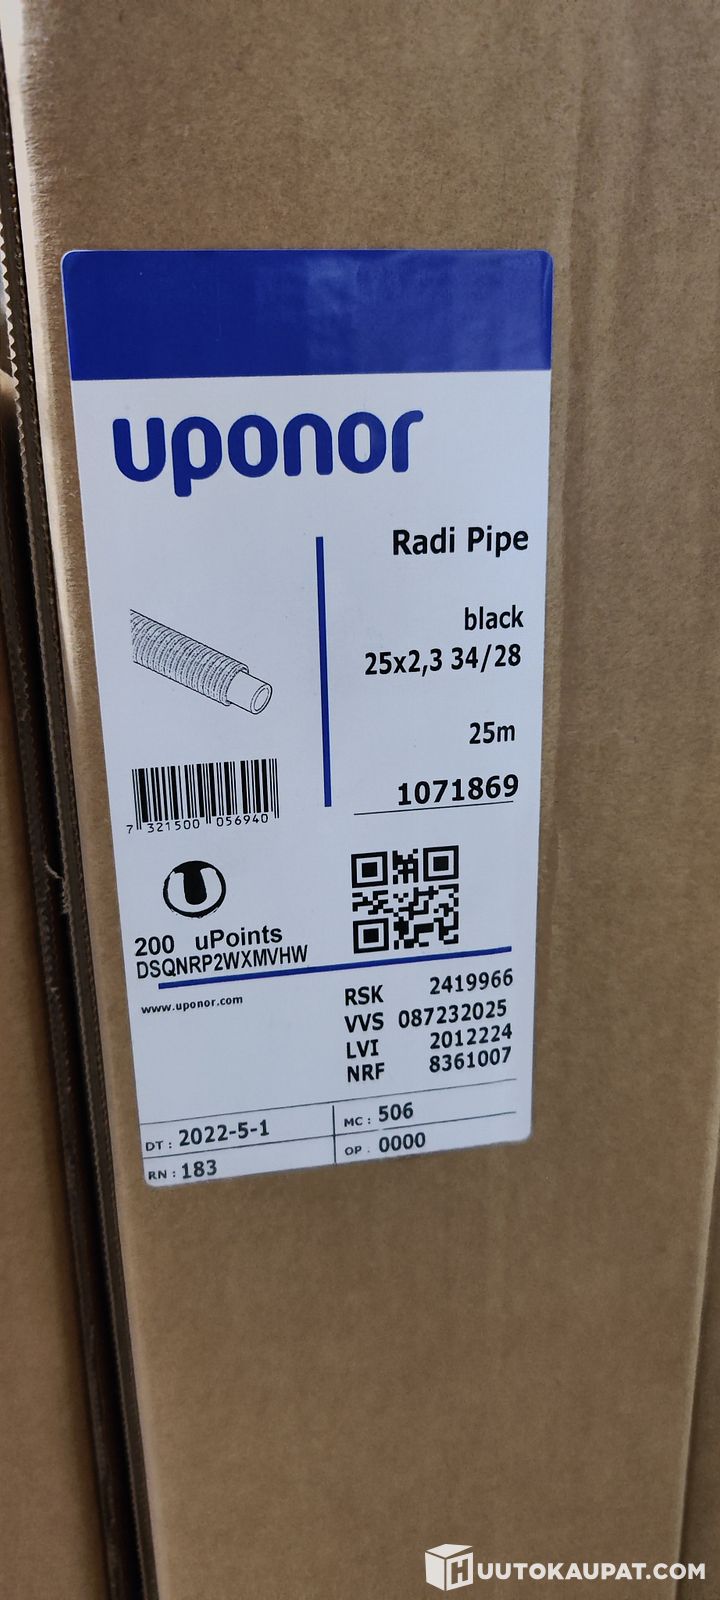 uponor
Radi Pipe
black
25x2,3 34/28
25m
1071869
7 321500 056940
200 uPoints
DSQNRP2WXMVHW
www.uponor.com
RSK 2419966
VVS 087232025
LVI 2012224
NRF 8361007
DT : 2022-5-1
MC : 506
RN : 183
OP . 0000
HUUTOKAUPAT.COM